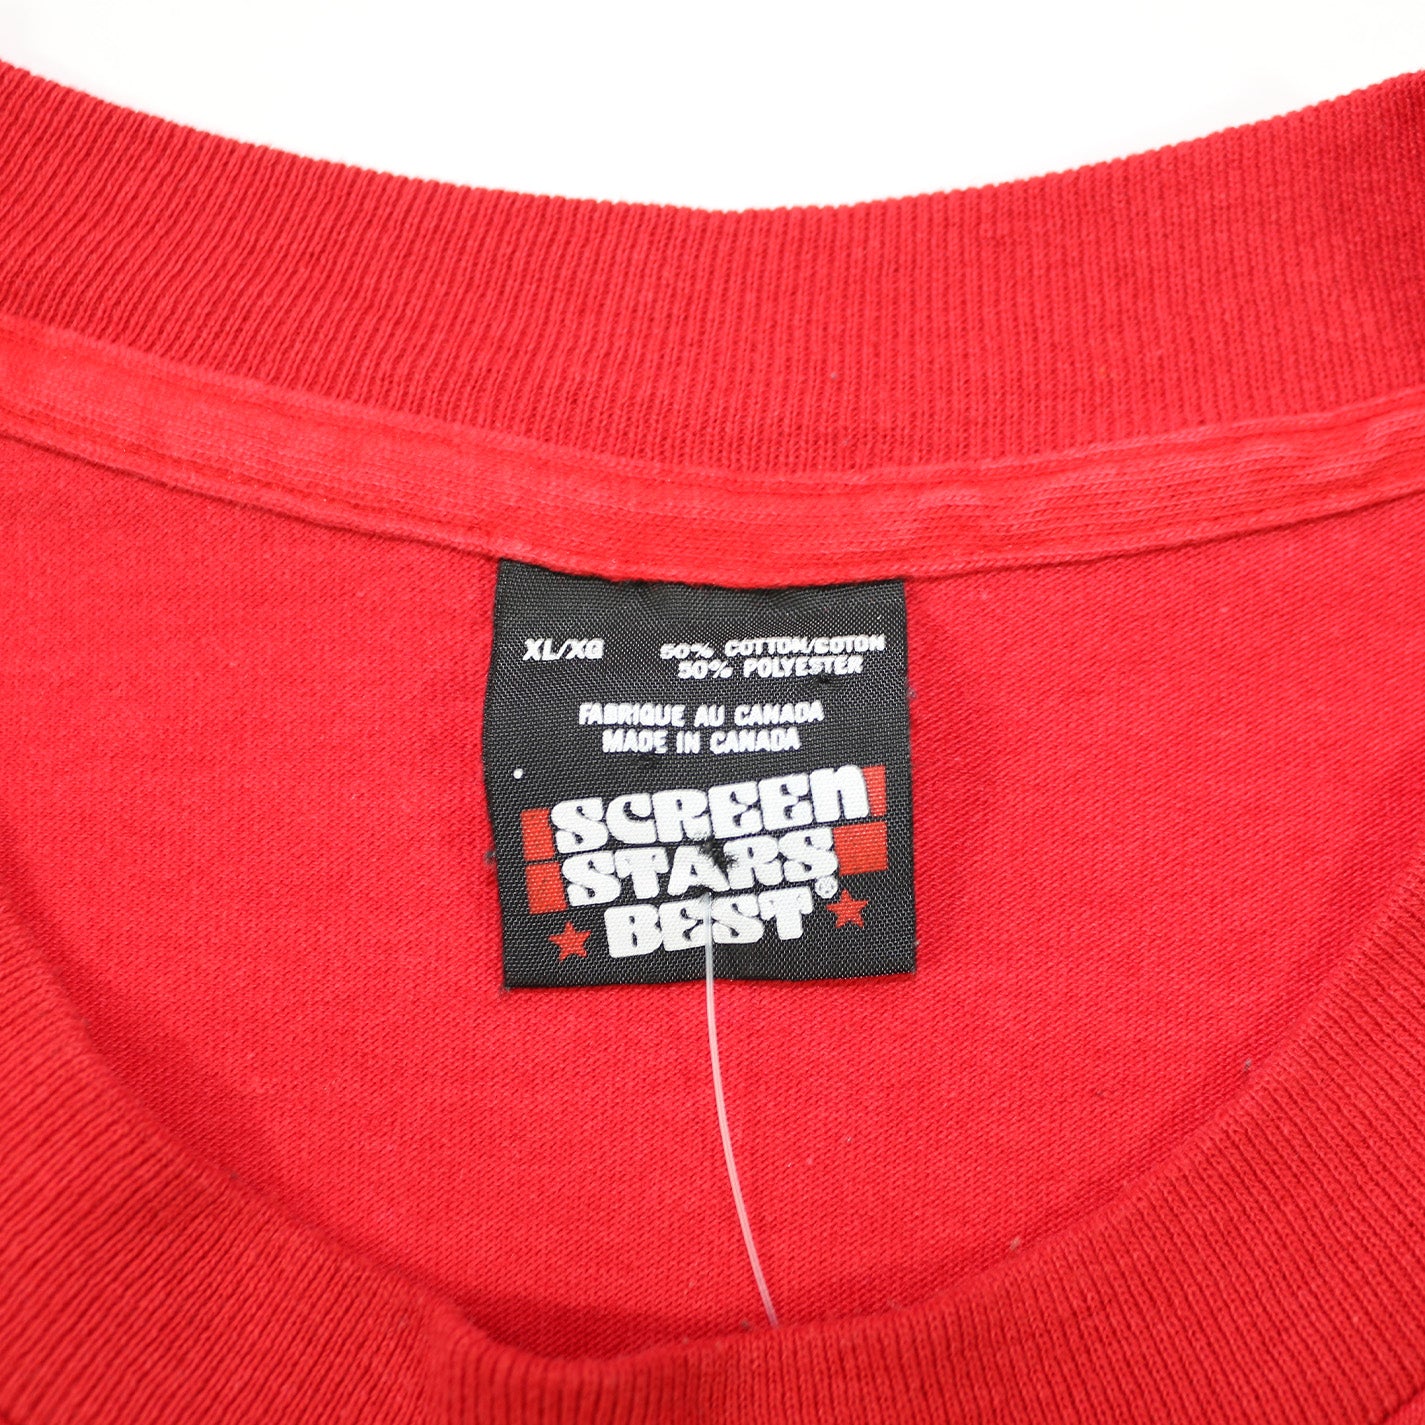 XL/XG
50% COTTON/COTON
50% POLYESTER
FABRIQUE AU CANADA
MADE IN CANADA
SCREEN
STARS
BEST®